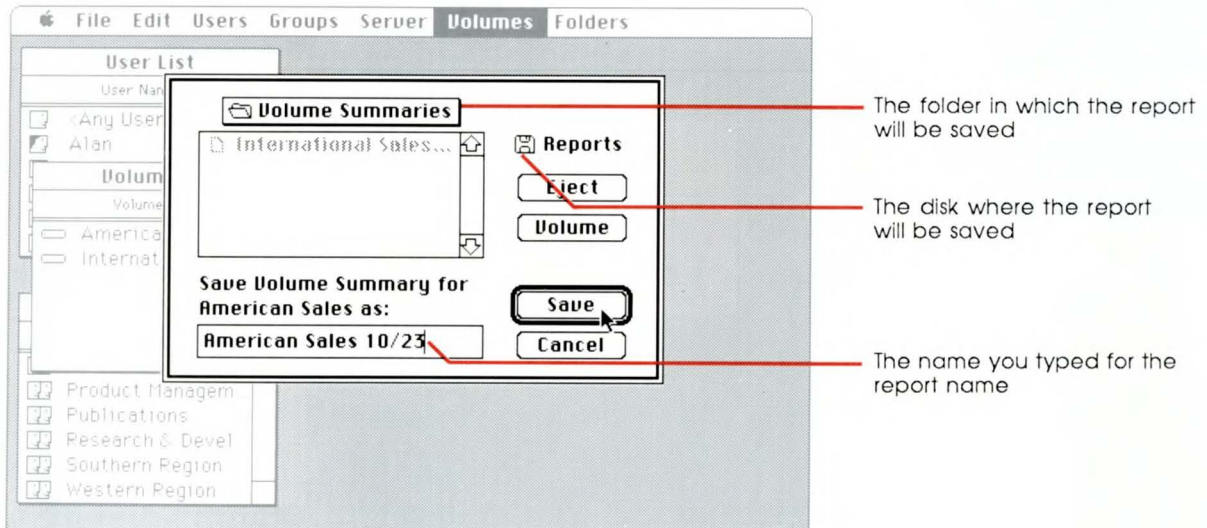 File Edit Users Groups Server Volumes Folders
User List
User Nam
<Any User
Alan
Volum
Volume
America
Internat
Volume Summaries
International Sales...
Reports
Eject
Volume
Save Volume Summary for
American Sales as:
American Sales 10/23
Save
Cancel
Product Managem
Publications
Research & Devel
Southern Region
Western Region
The folder in which the report
will be saved
The disk where the report
will be saved
The name you typed for the
report name